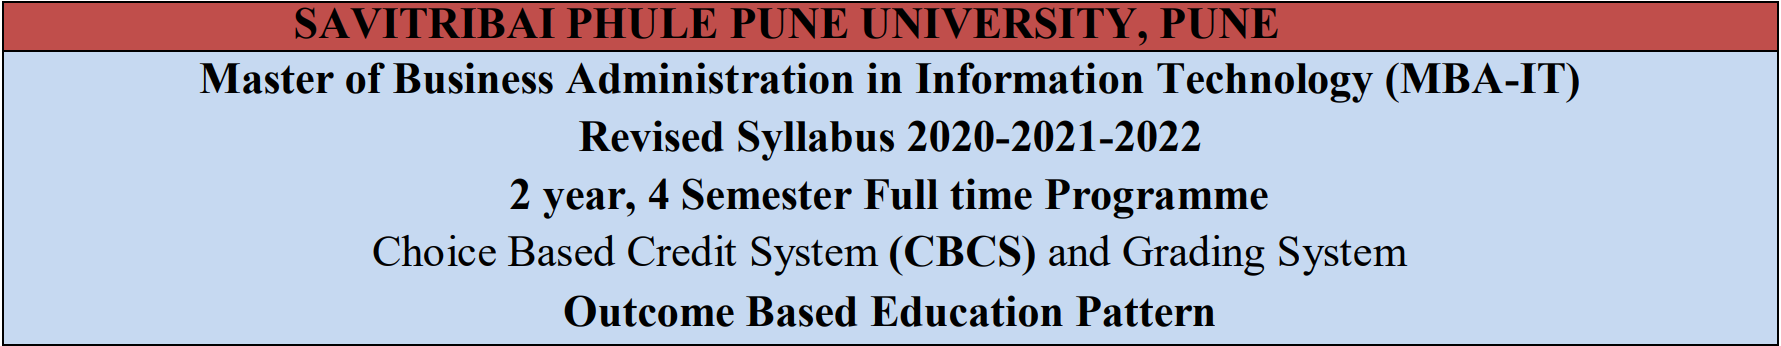 SAVITRIBAI PHULE PUNE UNIVERSITY, PUNE
Master of Business Administration in Information Technology (MBA-IT)
Revised Syllabus 2020-2021-2022
2 year, 4 Semester Full time Programme
Choice Based Credit System (CBCS) and Grading System
Outcome Based Education Pattern